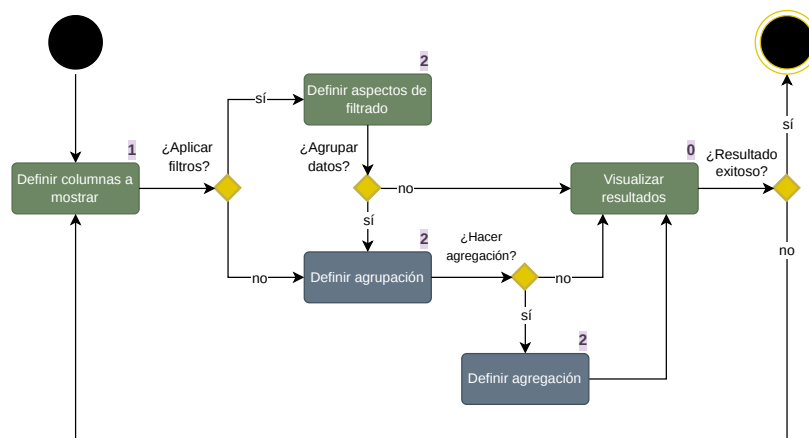 2
Definir aspectos de
filtrado
sí
¿Aplicar
filtros?
1
Definir columnas a
mostrar
¿Agrupar
datos?
no
sí
0
Visualizar
resultados
¿Resultado
exitoso?
sí
no
no
2
Definir agrupación
¿Hacer
agregación?
no
sí
2
Definir agregación